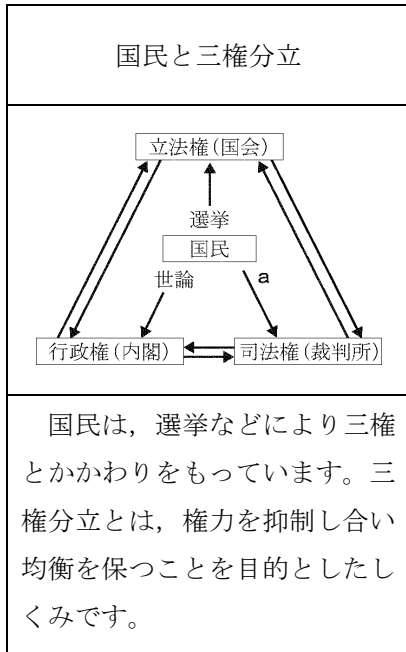 国民と三権分立
立法権(国会)
選挙
国民
世論
a
行政権(内閣)
司法権(裁判所)
　国民は，選挙などにより三権
とかかわりをもっています。三
権分立とは，権力を抑制し合い
均衡を保つことを目的としたし
くみです。